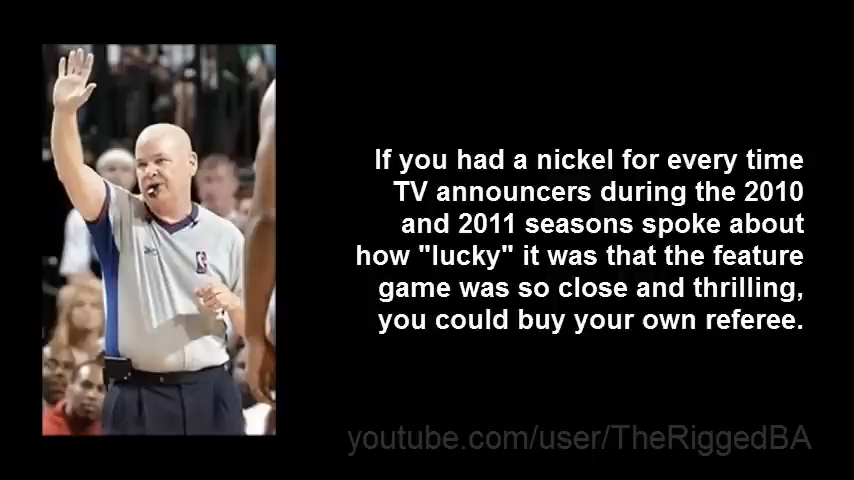 If you had a nickel for every time
TV announcers during the 2010
and 2011 seasons spoke about
how "lucky" it was that the feature
game was so close and thrilling,
you could buy your own referee.
youtube.com/user/TheRiggedBA